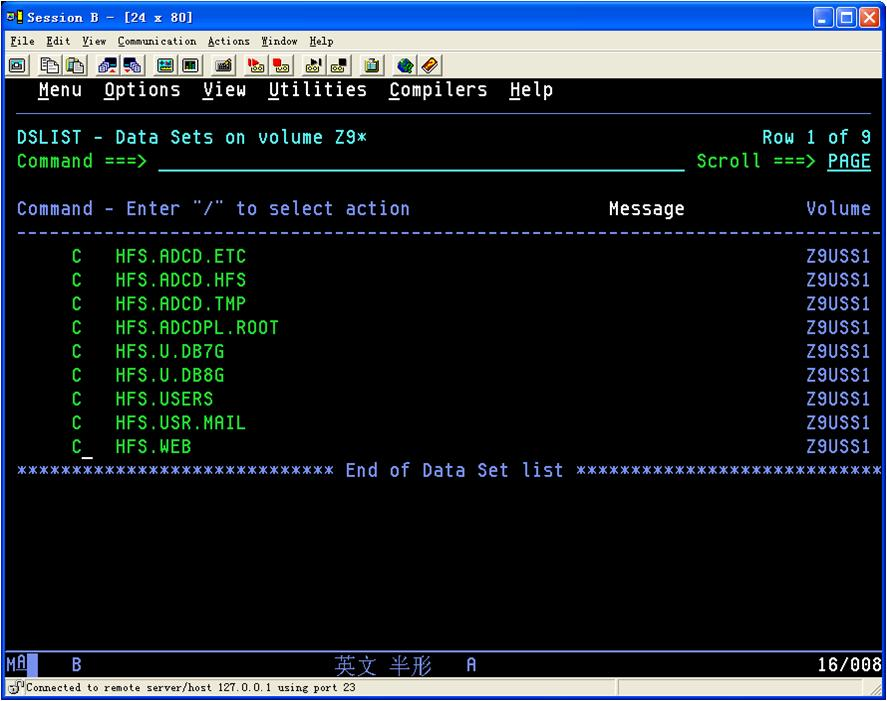 Session B - [24 x 80]
File Edit View Communication Actions Window Help
Menu Options View Utilities Compilers Help
DSLIST - Data Sets on volume Z9* Row 1 of 9
Command ===> Scroll ===> PAGE
Command - Enter "/" to select action Message Volume
-------------------------------------------------------------------------------
C HFS.ADCD.ETC Z9USS1
C HFS.ADCD.HFS Z9USS1
C HFS.ADCD.TMP Z9USS1
C HFS.ADCDPL.ROOT Z9USS1
C HFS.U.DB7G Z9USS1
C HFS.U.DB8G Z9USS1
C HFS.USERS Z9USS1
C HFS.USR.MAIL Z9USS1
C_ HFS.WEB Z9USS1
***************************** End of Data Set list ****************************
MA B 英文 半形 A 16/008
Connected to remote server/host 127.0.0.1 using port 23